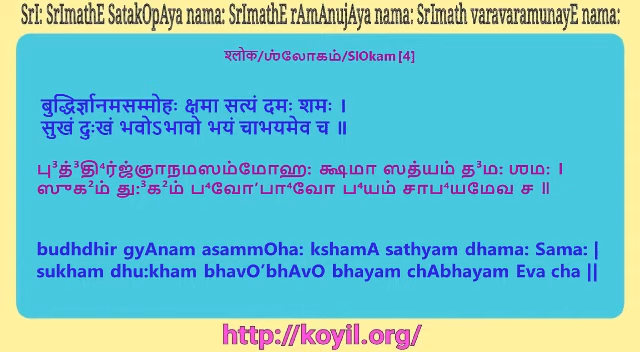 SrI: SrImathE SatakOpAya nama: SrImathE rAmAnujAya nama: SrImath varavaramunayE nama:
श्लोक/ஶ்லோகம்/SlOkam [4]
बुद्धिर्ज्ञानमसम्मोहः क्षमा सत्यं दमः शमः ।
सुखं दुःखं भवोऽभावो भयं चाभयमेव च ॥
பு³த்³தி⁴ர்ஜ்ஞாநமஸம்மோஹ: க்ஷமா ஸத்யம் த³ம: ஶம: ।
ஸுக²ம் து:³க²ம் ப⁴வோ’பா⁴வோ ப⁴யம் சாப⁴யமேவ ச ॥
budhdhir gyAnam asammOha: kshamA sathyam dhama: Sama: |
sukham dhu:kham bhavO’bhAvO bhayam chAbhayam Eva cha ||
http://koyil.org/